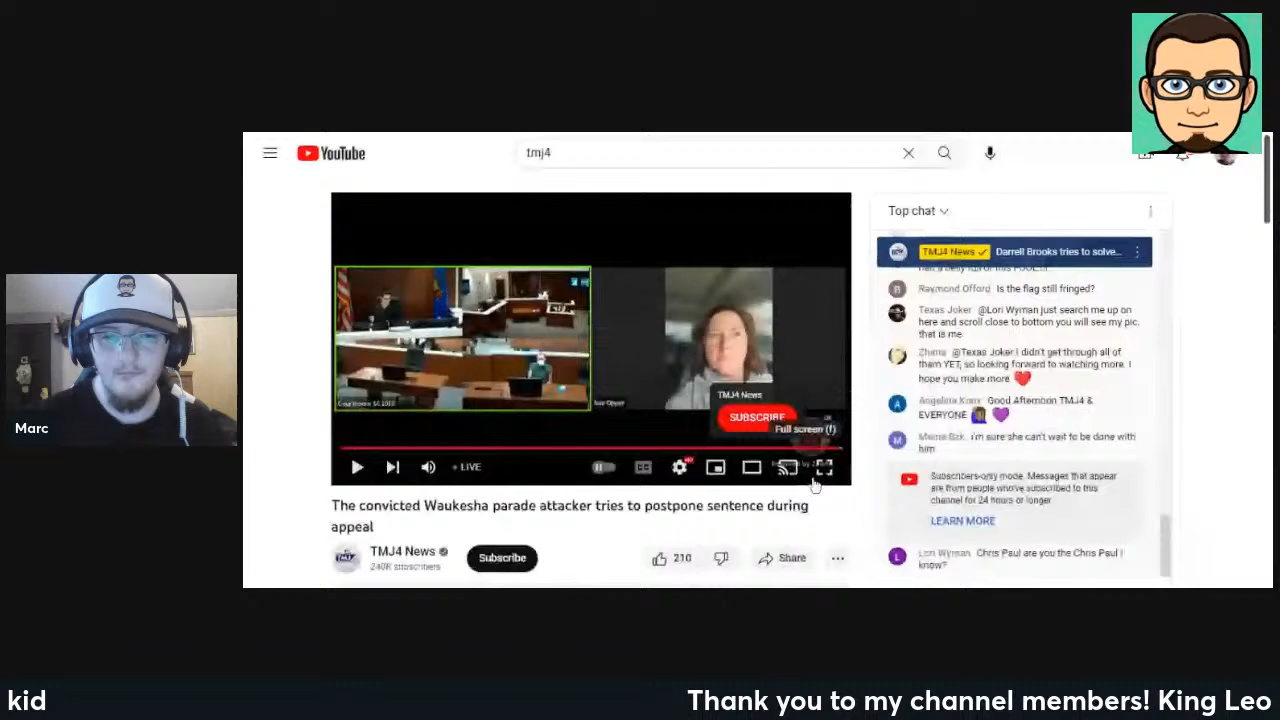 YouTube
tmj4
Top chat
TMJ4 News Darrell Brooks tries to solve...
Raymond Offord Is the flag still fringed?
Texas Joker @Lori Wyman just search me up on
here and scroll close to bottom you will see my pic.
that is me
@Texas Joker I didn't get through all of
them YET, so looking forward to watching more. I
hope you make more
Good Afternoon TMJ4 &
EVERYONE
i'm sure she can't wait to be done with
him
Subscribers-only mode. Messages that appear
are from people who've subscribed to this
channel for 24 hours or longer
LEARN MORE
Lori Wyman Chris Paul are you the Chris Paul I
know?
TMJ4 News
SUBSCRIBE
Full screen (f)
LIVE
CC
The convicted Waukesha parade attacker tries to postpone sentence during
appeal
TMJ4 News
240K subscribers
Subscribe
210
Share
Marc
kid
Thank you to my channel members! King Leo